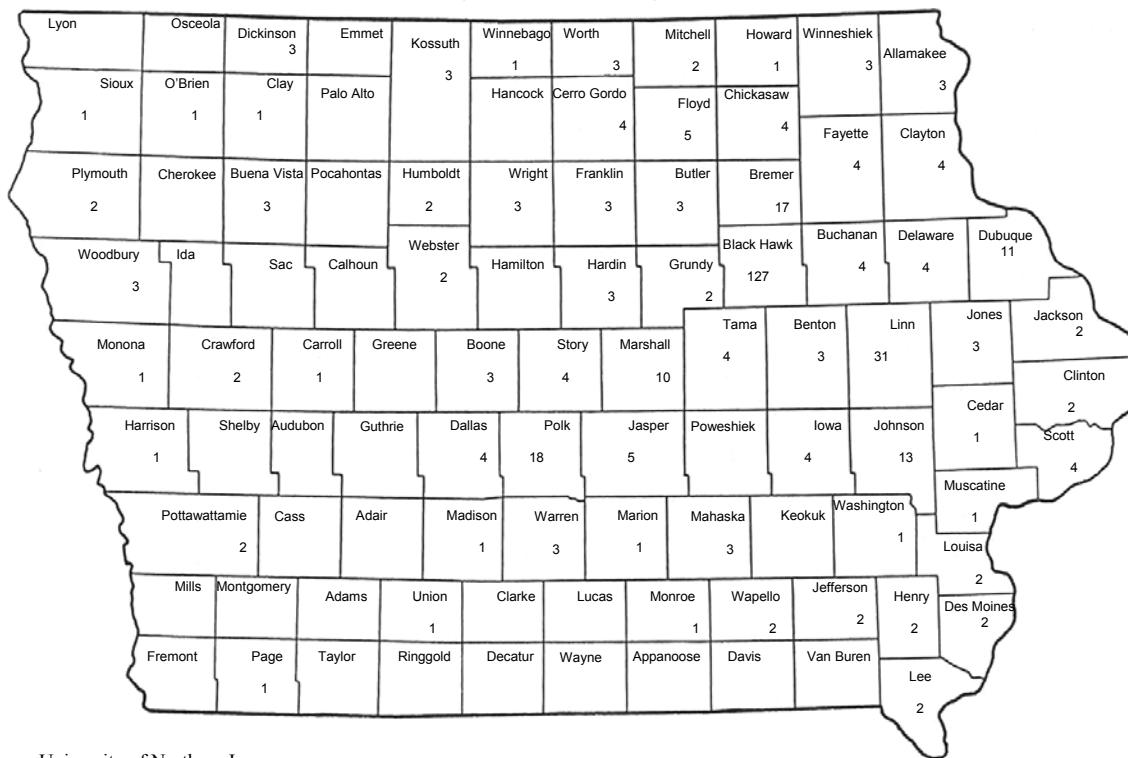 Lyon
Osceola
Dickinson
3
Emmet
Kossuth
3
Winnebago
1
Worth
3
Mitchell
2
Howard
1
Winneshiek
3
Allamakee
3
Sioux
1
O'Brien
1
Clay
1
Palo Alto
Hancock
Cerro Gordo
4
Floyd
5
Chickasaw
4
Fayette
4
Clayton
4
Plymouth
2
Cherokee
Buena Vista
3
Pocahontas
Humboldt
2
Wright
3
Franklin
3
Butler
3
Bremer
17
Woodbury
3
Ida
Sac
Calhoun
Webster
2
Hamilton
Hardin
3
Grundy
2
Black Hawk
127
Buchanan
4
Delaware
4
Dubuque
11
Monona
1
Crawford
2
Carroll
1
Greene
Boone
3
Story
4
Marshall
10
Tama
4
Benton
3
Linn
31
Jones
3
Jackson
2
Clinton
2
Cedar
1
Scott
4
Harrison
1
Shelby
Audubon
Guthrie
Dallas
4
Polk
18
Jasper
5
Poweshiek
Iowa
4
Johnson
13
Muscatine
1
Pottawattamie
2
Cass
Adair
Madison
1
Warren
3
Marion
1
Mahaska
3
Keokuk
Washington
1
Louisa
2
Mills
Montgomery
Adams
Union
1
Clarke
Lucas
Monroe
1
Wapello
2
Jefferson
2
Henry
2
Des Moines
2
Fremont
Page
1
Taylor
Ringgold
Decatur
Wayne
Appanoose
Davis
Van Buren
Lee
2